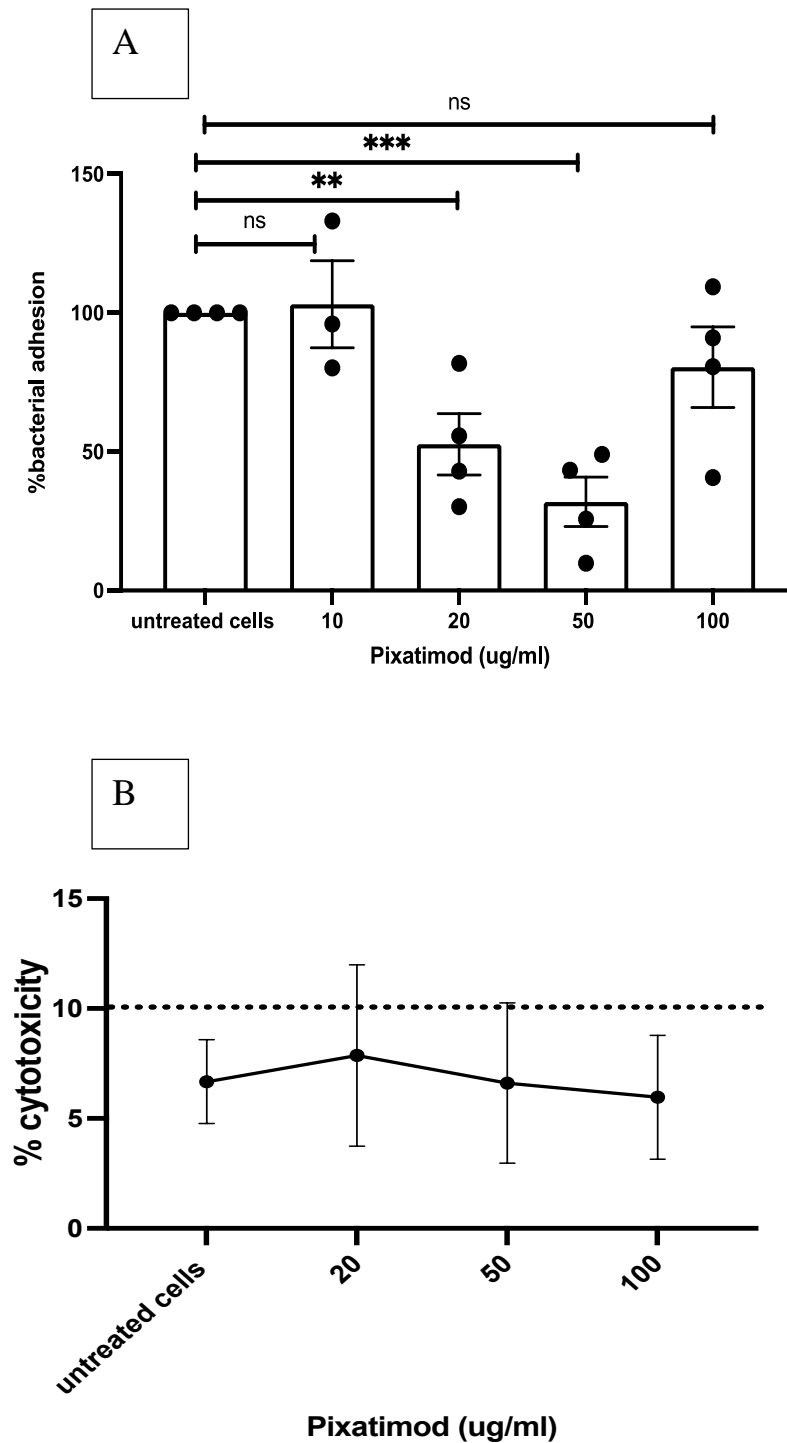 A
ns
***
**
ns
150
100
50
0
%bacterial adhesion
untreated cells 10 20 50 100
Pixatimod (ug/ml)
B
15
10
5
0
% cytotoxicity
untreated cells 20 50 100
Pixatimod (ug/ml)